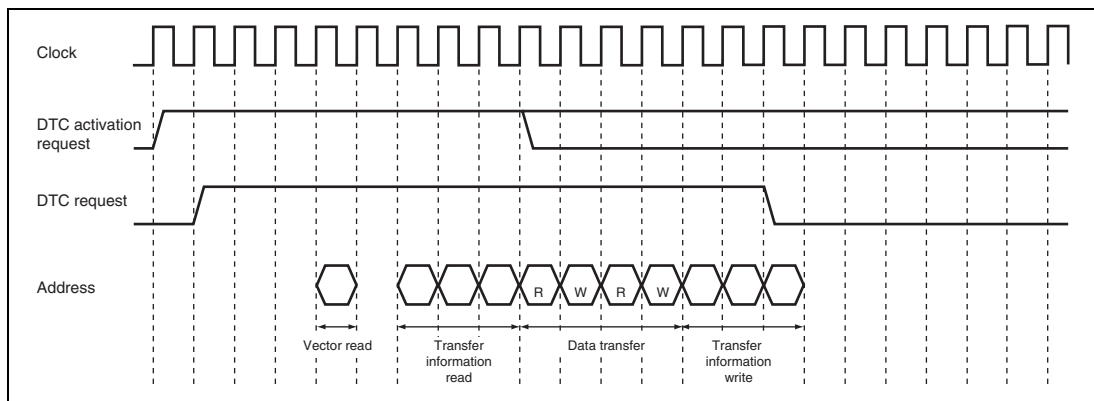 Clock
DTC activation
request
DTC request
Address
R W R W
Vector read
Transfer
information
read
Data transfer
Transfer
information
write